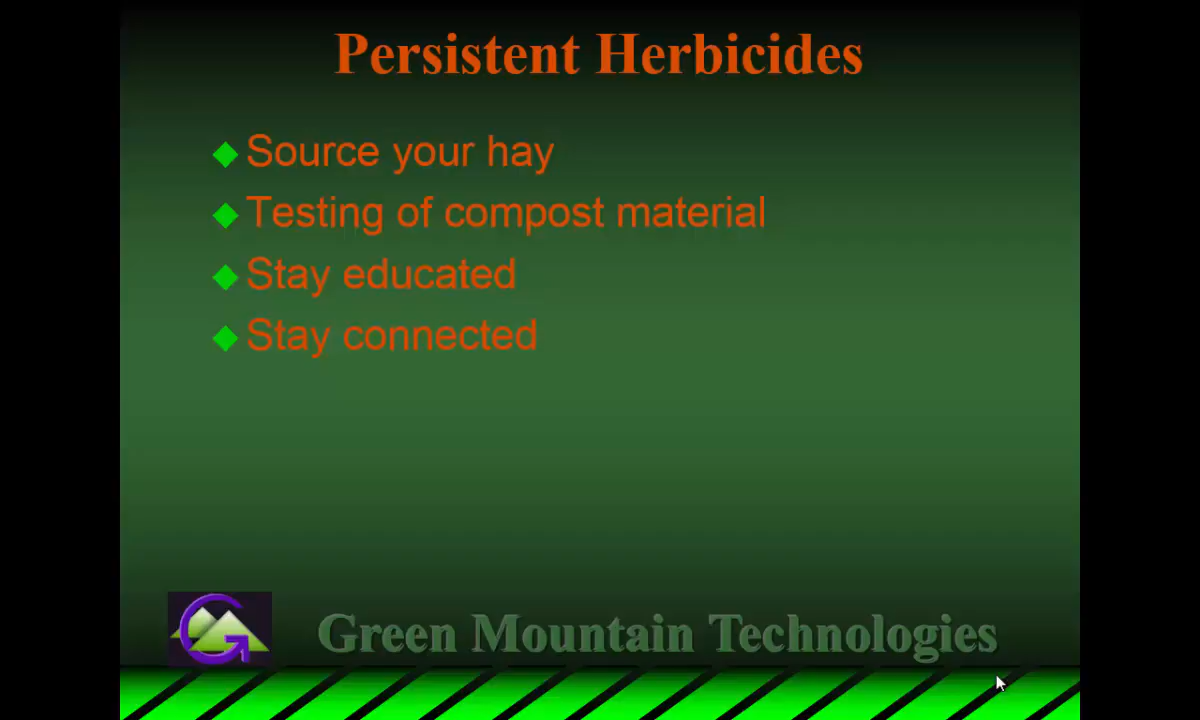 Persistent Herbicides
Source your hay
Testing of compost material
Stay educated
Stay connected
Green Mountain Technologies